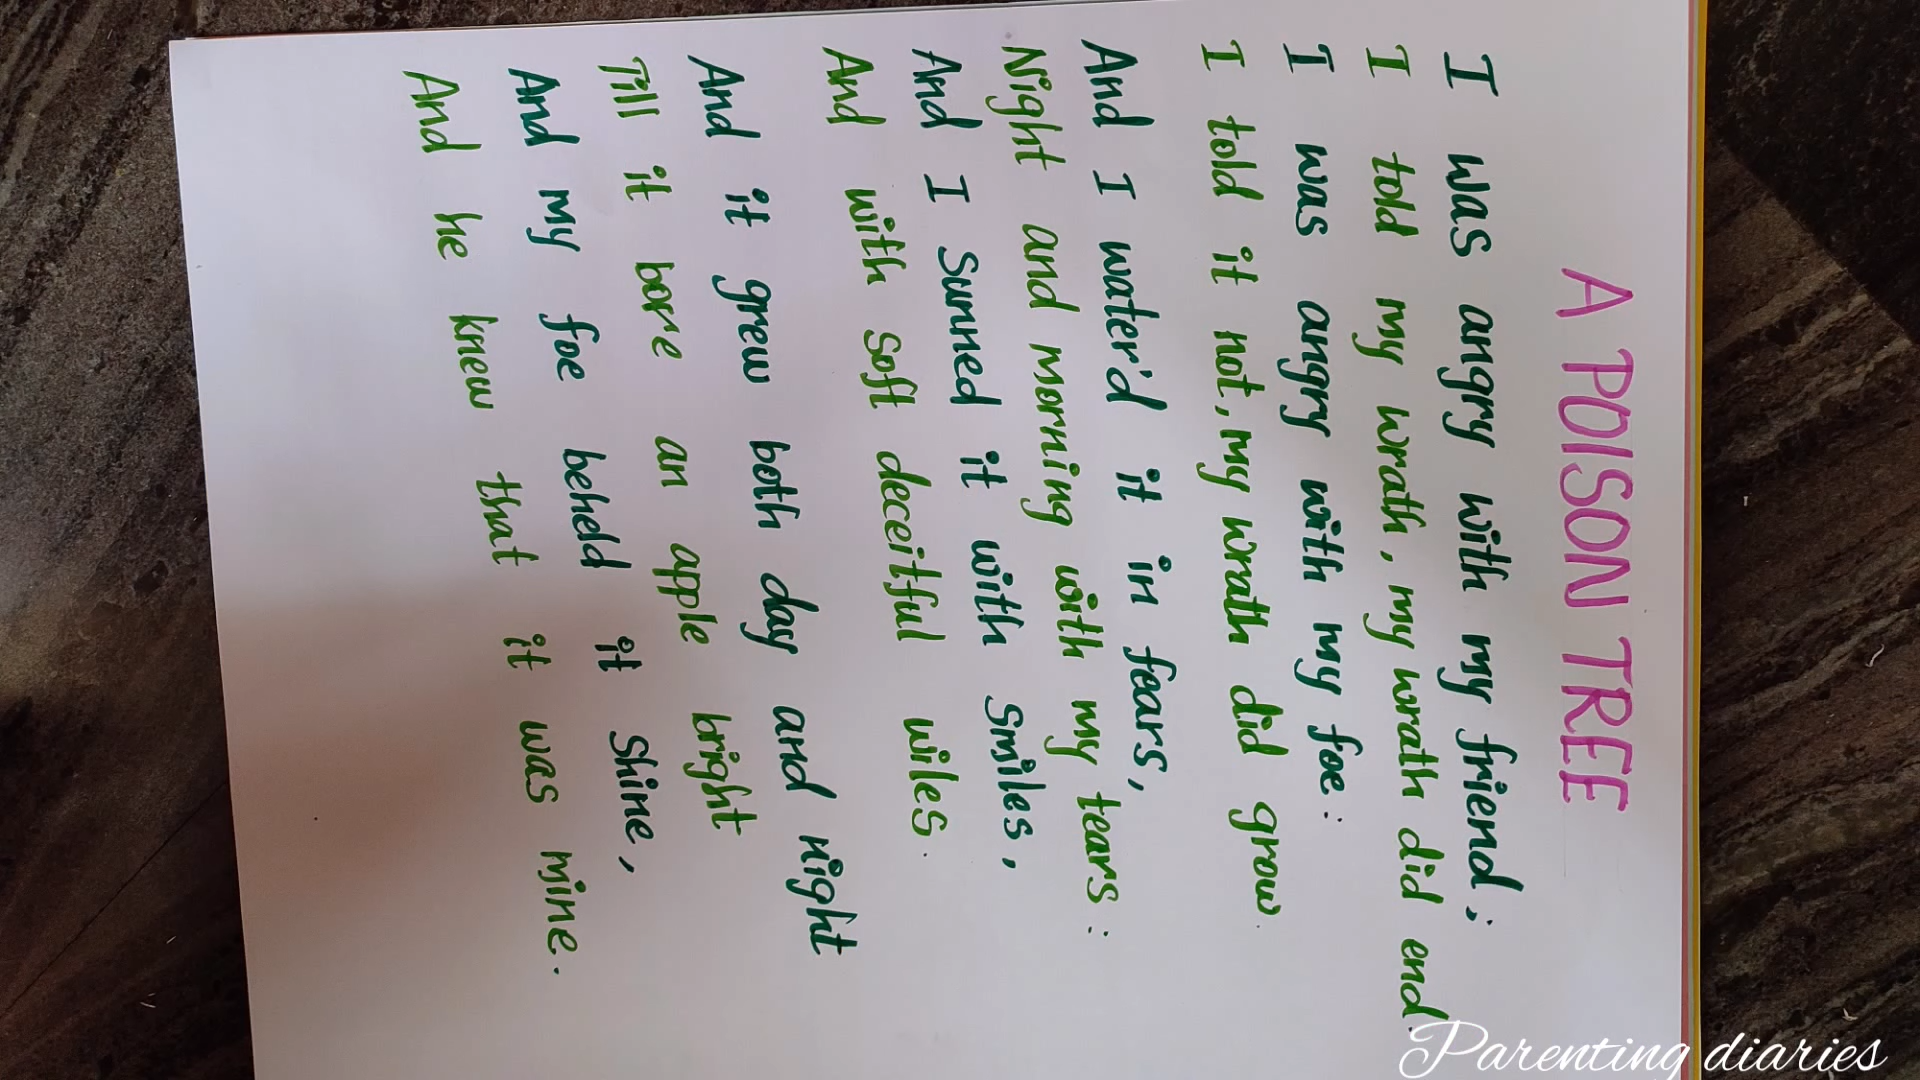 A POISON TREE
I was angry with my friend;
I told my wrath, my wrath did end.
I was angry with my foe:
I told it not, my wrath did grow.
And I water'd it in fears,
Night and morning with my tears:
And I sunned it with smiles,
And with soft deceitful wiles.
And it grew both day and night
Till it bore an apple bright
And my foe beheld it shine,
And he knew that it was mine.
Parenting diaries